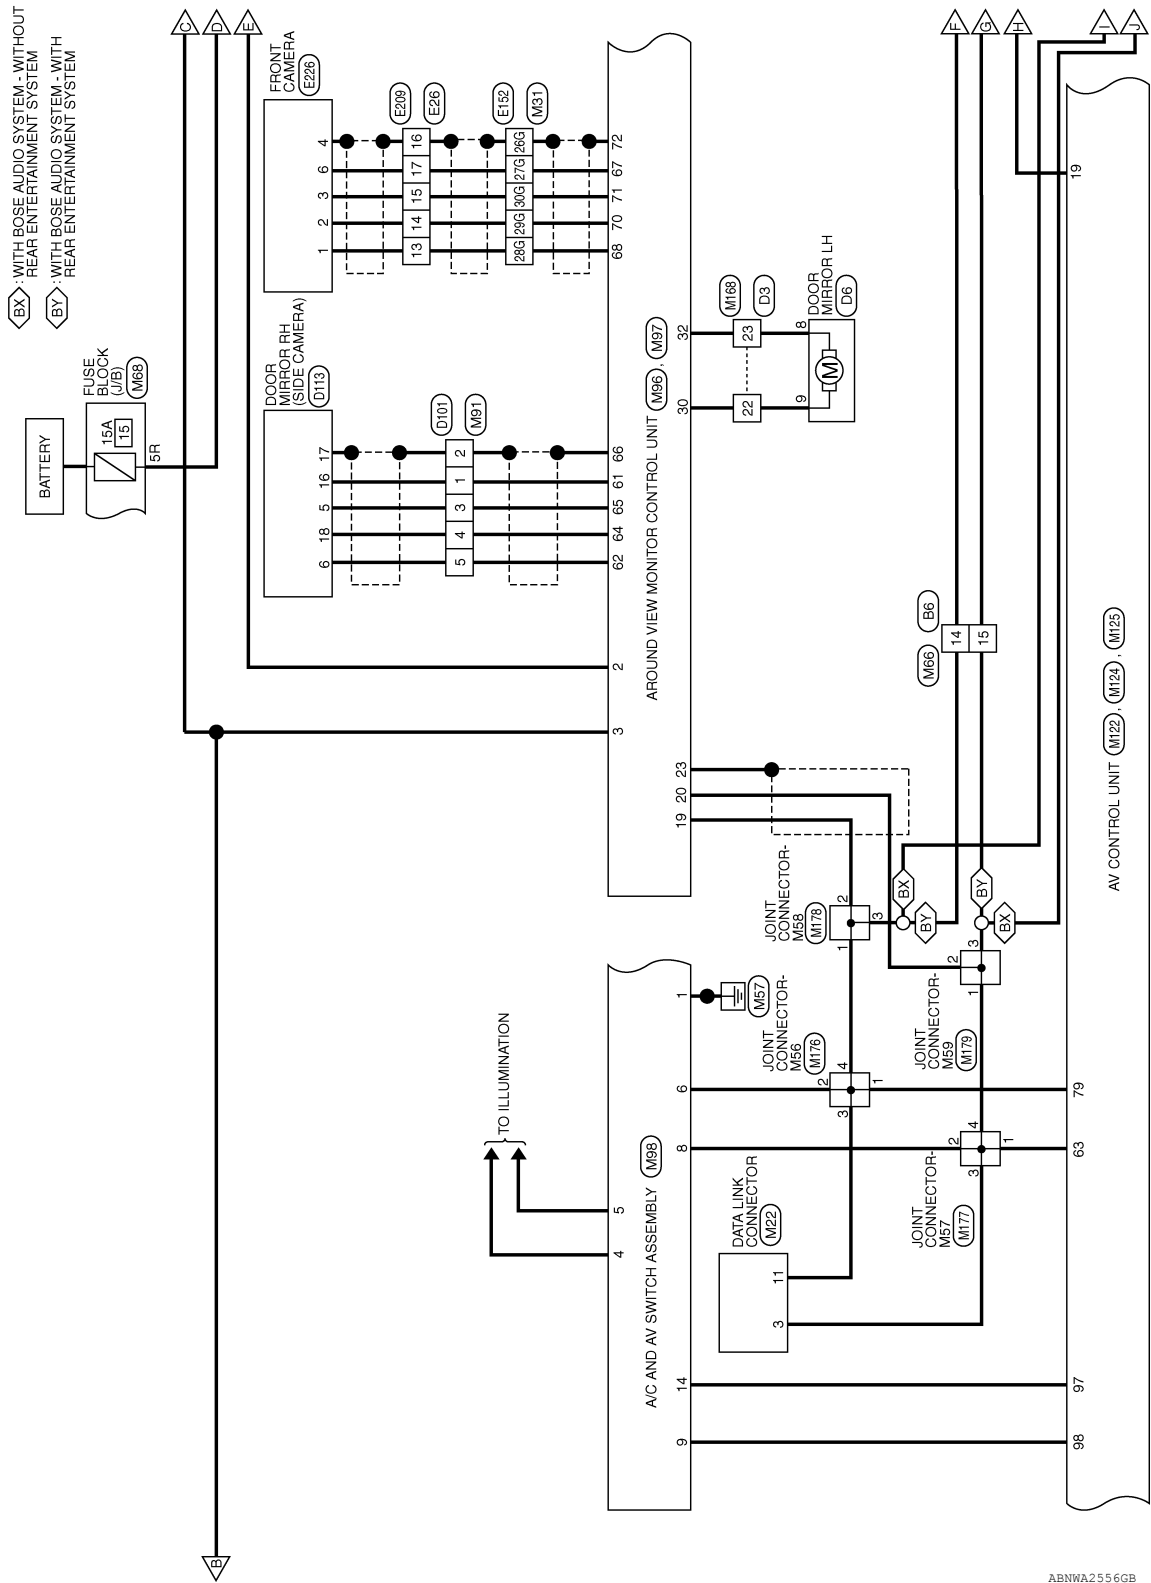 BX : WITH BOSE AUDIO SYSTEM - WITHOUT
REAR ENTERTAINMENT SYSTEM
BY : WITH BOSE AUDIO SYSTEM - WITH
REAR ENTERTAINMENT SYSTEM
BATTERY
FUSE
BLOCK
(J/B)
M68
15A
15
5R
B
C
D
E
F
G
H
I
J
FRONT
CAMERA
E226
4 6 3 2 1
E209
E26
16 17 15 14 13
E152
M31
26G 27G 30G 29G 28G
72 67 71 70 68
DOOR
MIRROR RH
(SIDE CAMERA)
D113
17 16 5 18 6
D101
M91
2 1 3 4 5
66 61 65 64 62
2
3
AROUND VIEW MONITOR CONTROL UNIT M96 , M97
32
30
M168
D3
23
22
8
9
DOOR
MIRROR LH
D6
M
23
20
19
JOINT
CONNECTOR-
M58
M178
2
3
1
BX
BY
BY
BX
M66
B6
14
15
19
JOINT
CONNECTOR-
M59
M179
2
3
1
JOINT
CONNECTOR-
M56
M176
2
4
1
3
JOINT
CONNECTOR-
M57
M177
2
4
1
3
TO ILLUMINATION
5
4
A/C AND AV SWITCH ASSEMBLY M98
1
M57
6
8
14
9
DATA LINK
CONNECTOR
M22
11
3
AV CONTROL UNIT M122 , M124 , M125
79
63
97
98
ABNWA2556GB